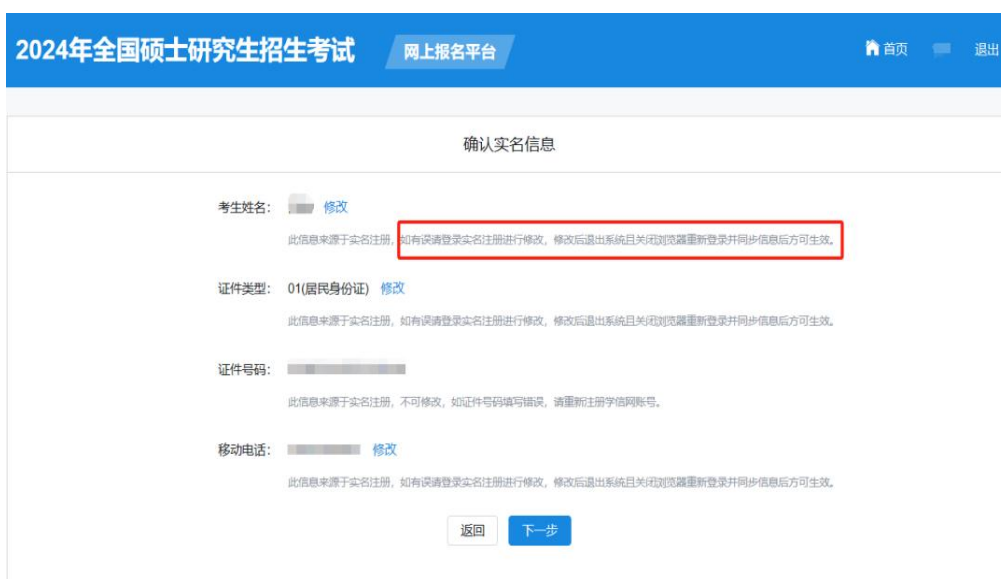 2024年全国硕士研究生招生考试 网上报名平台 首页 退出
确认实名信息
考生姓名： 修改
此信息来源于实名注册，如有误请登录实名注册进行修改，修改后退出系统且关闭浏览器重新登录并同步信息后方可生效。
证件类型： 01(居民身份证) 修改
此信息来源于实名注册，如有误请登录实名注册进行修改，修改后退出系统且关闭浏览器重新登录并同步信息后方可生效。
证件号码：
此信息来源于实名注册，不可修改，如证件号码填写错误，请重新注册学信网账号。
移动电话： 修改
此信息来源于实名注册，如有误请登录实名注册进行修改，修改后退出系统且关闭浏览器重新登录并同步信息后方可生效。
返回 下一步